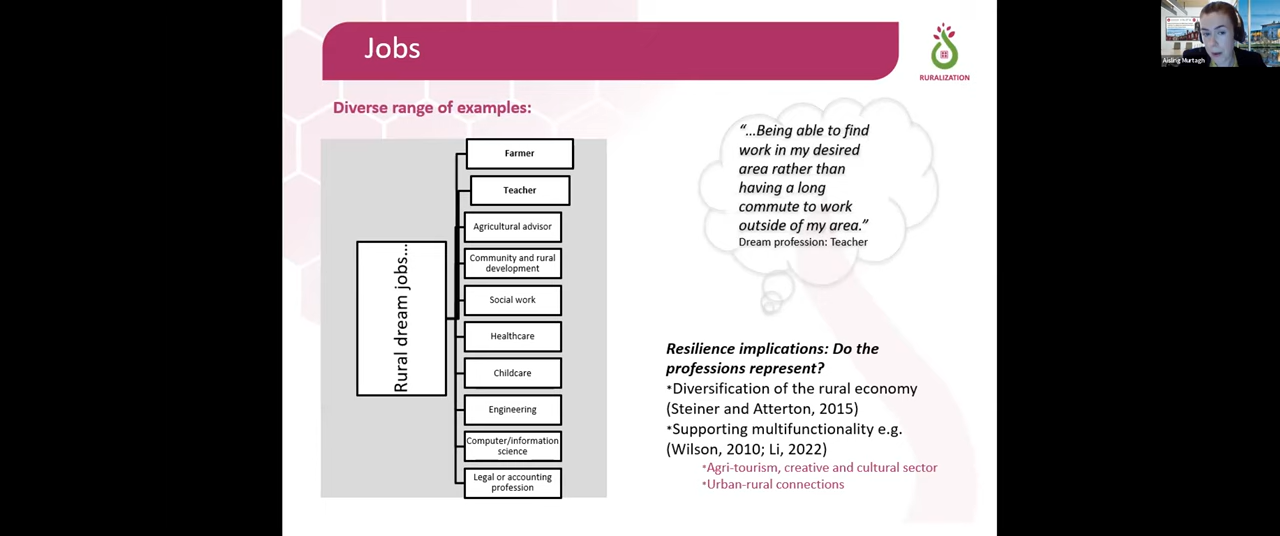 Jobs
RURALIZATION
Aisling Murtagh
Diverse range of examples:
Rural dream jobs...
Farmer
Teacher
Agricultural advisor
Community and rural
development
Social work
Healthcare
Childcare
Engineering
Computer/information
science
Legal or accounting
profession
“...Being able to find
work in my desired
area rather than
having a long
commute to work
outside of my area.”
Dream profession: Teacher
Resilience implications: Do the
professions represent?
*Diversification of the rural economy
(Steiner and Atterton, 2015)
*Supporting multifunctionality e.g.
(Wilson, 2010; Li, 2022)
*Agri-tourism, creative and cultural sector
*Urban-rural connections